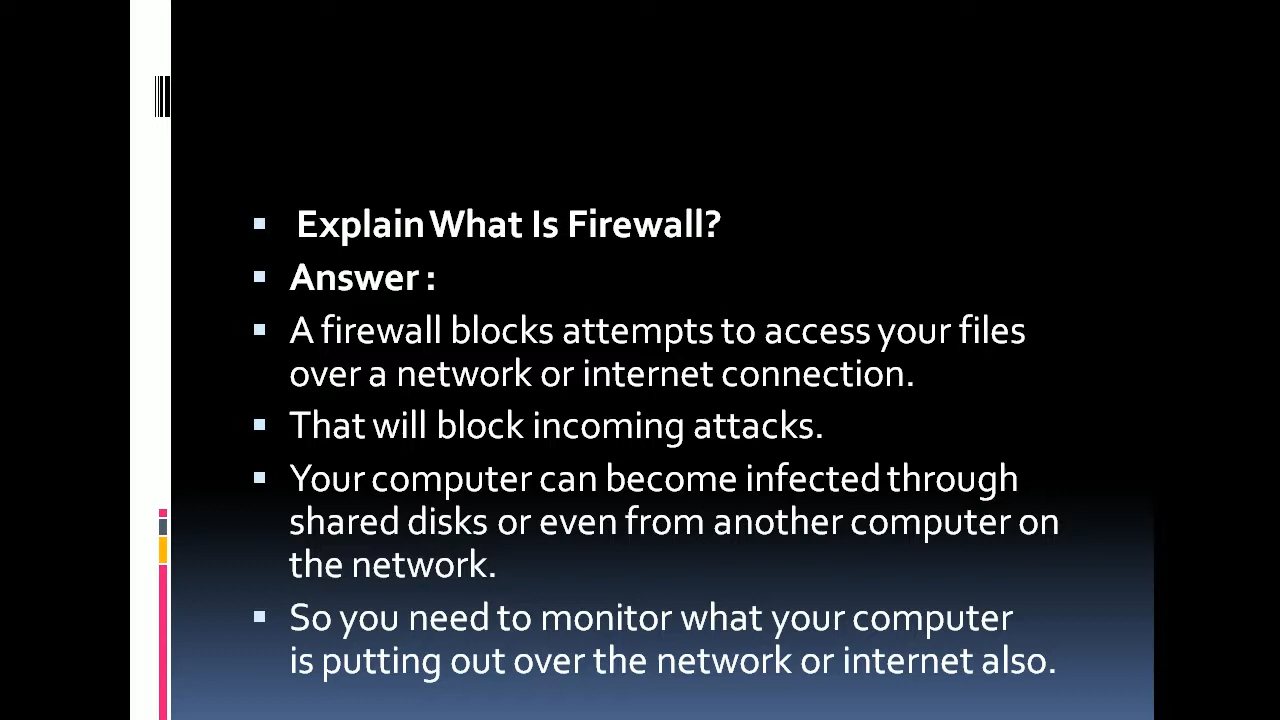 Explain What Is Firewall?
Answer :
A firewall blocks attempts to access your files
over a network or internet connection.
That will block incoming attacks.
Your computer can become infected through
shared disks or even from another computer on
the network.
So you need to monitor what your computer
is putting out over the network or internet also.